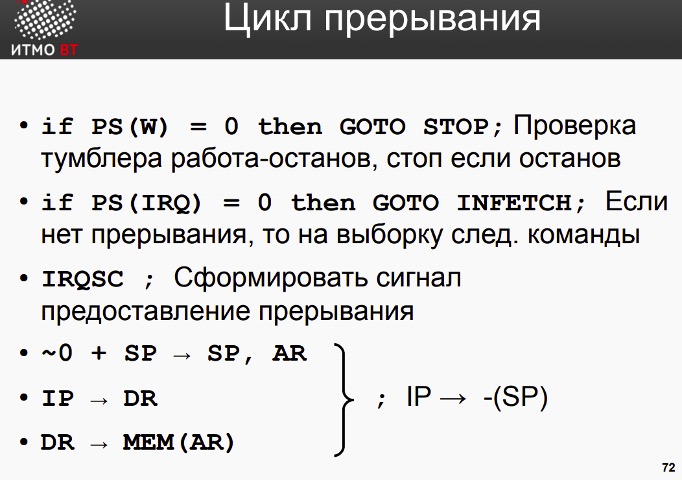 Цикл прерывания
ИТМО ВТ
• if PS(W) = 0 then GOTO STOP; Проверка
тумблера работа-останов, стоп если останов
• if PS(IRQ) = 0 then GOTO INFETCH; Если
нет прерывания, то на выборку след. команды
• IRQSC ; Сформировать сигнал
предоставление прерывания
• ~0 + SP → SP, AR
• IP → DR
; IP → -(SP)
• DR → MEM(AR)
72